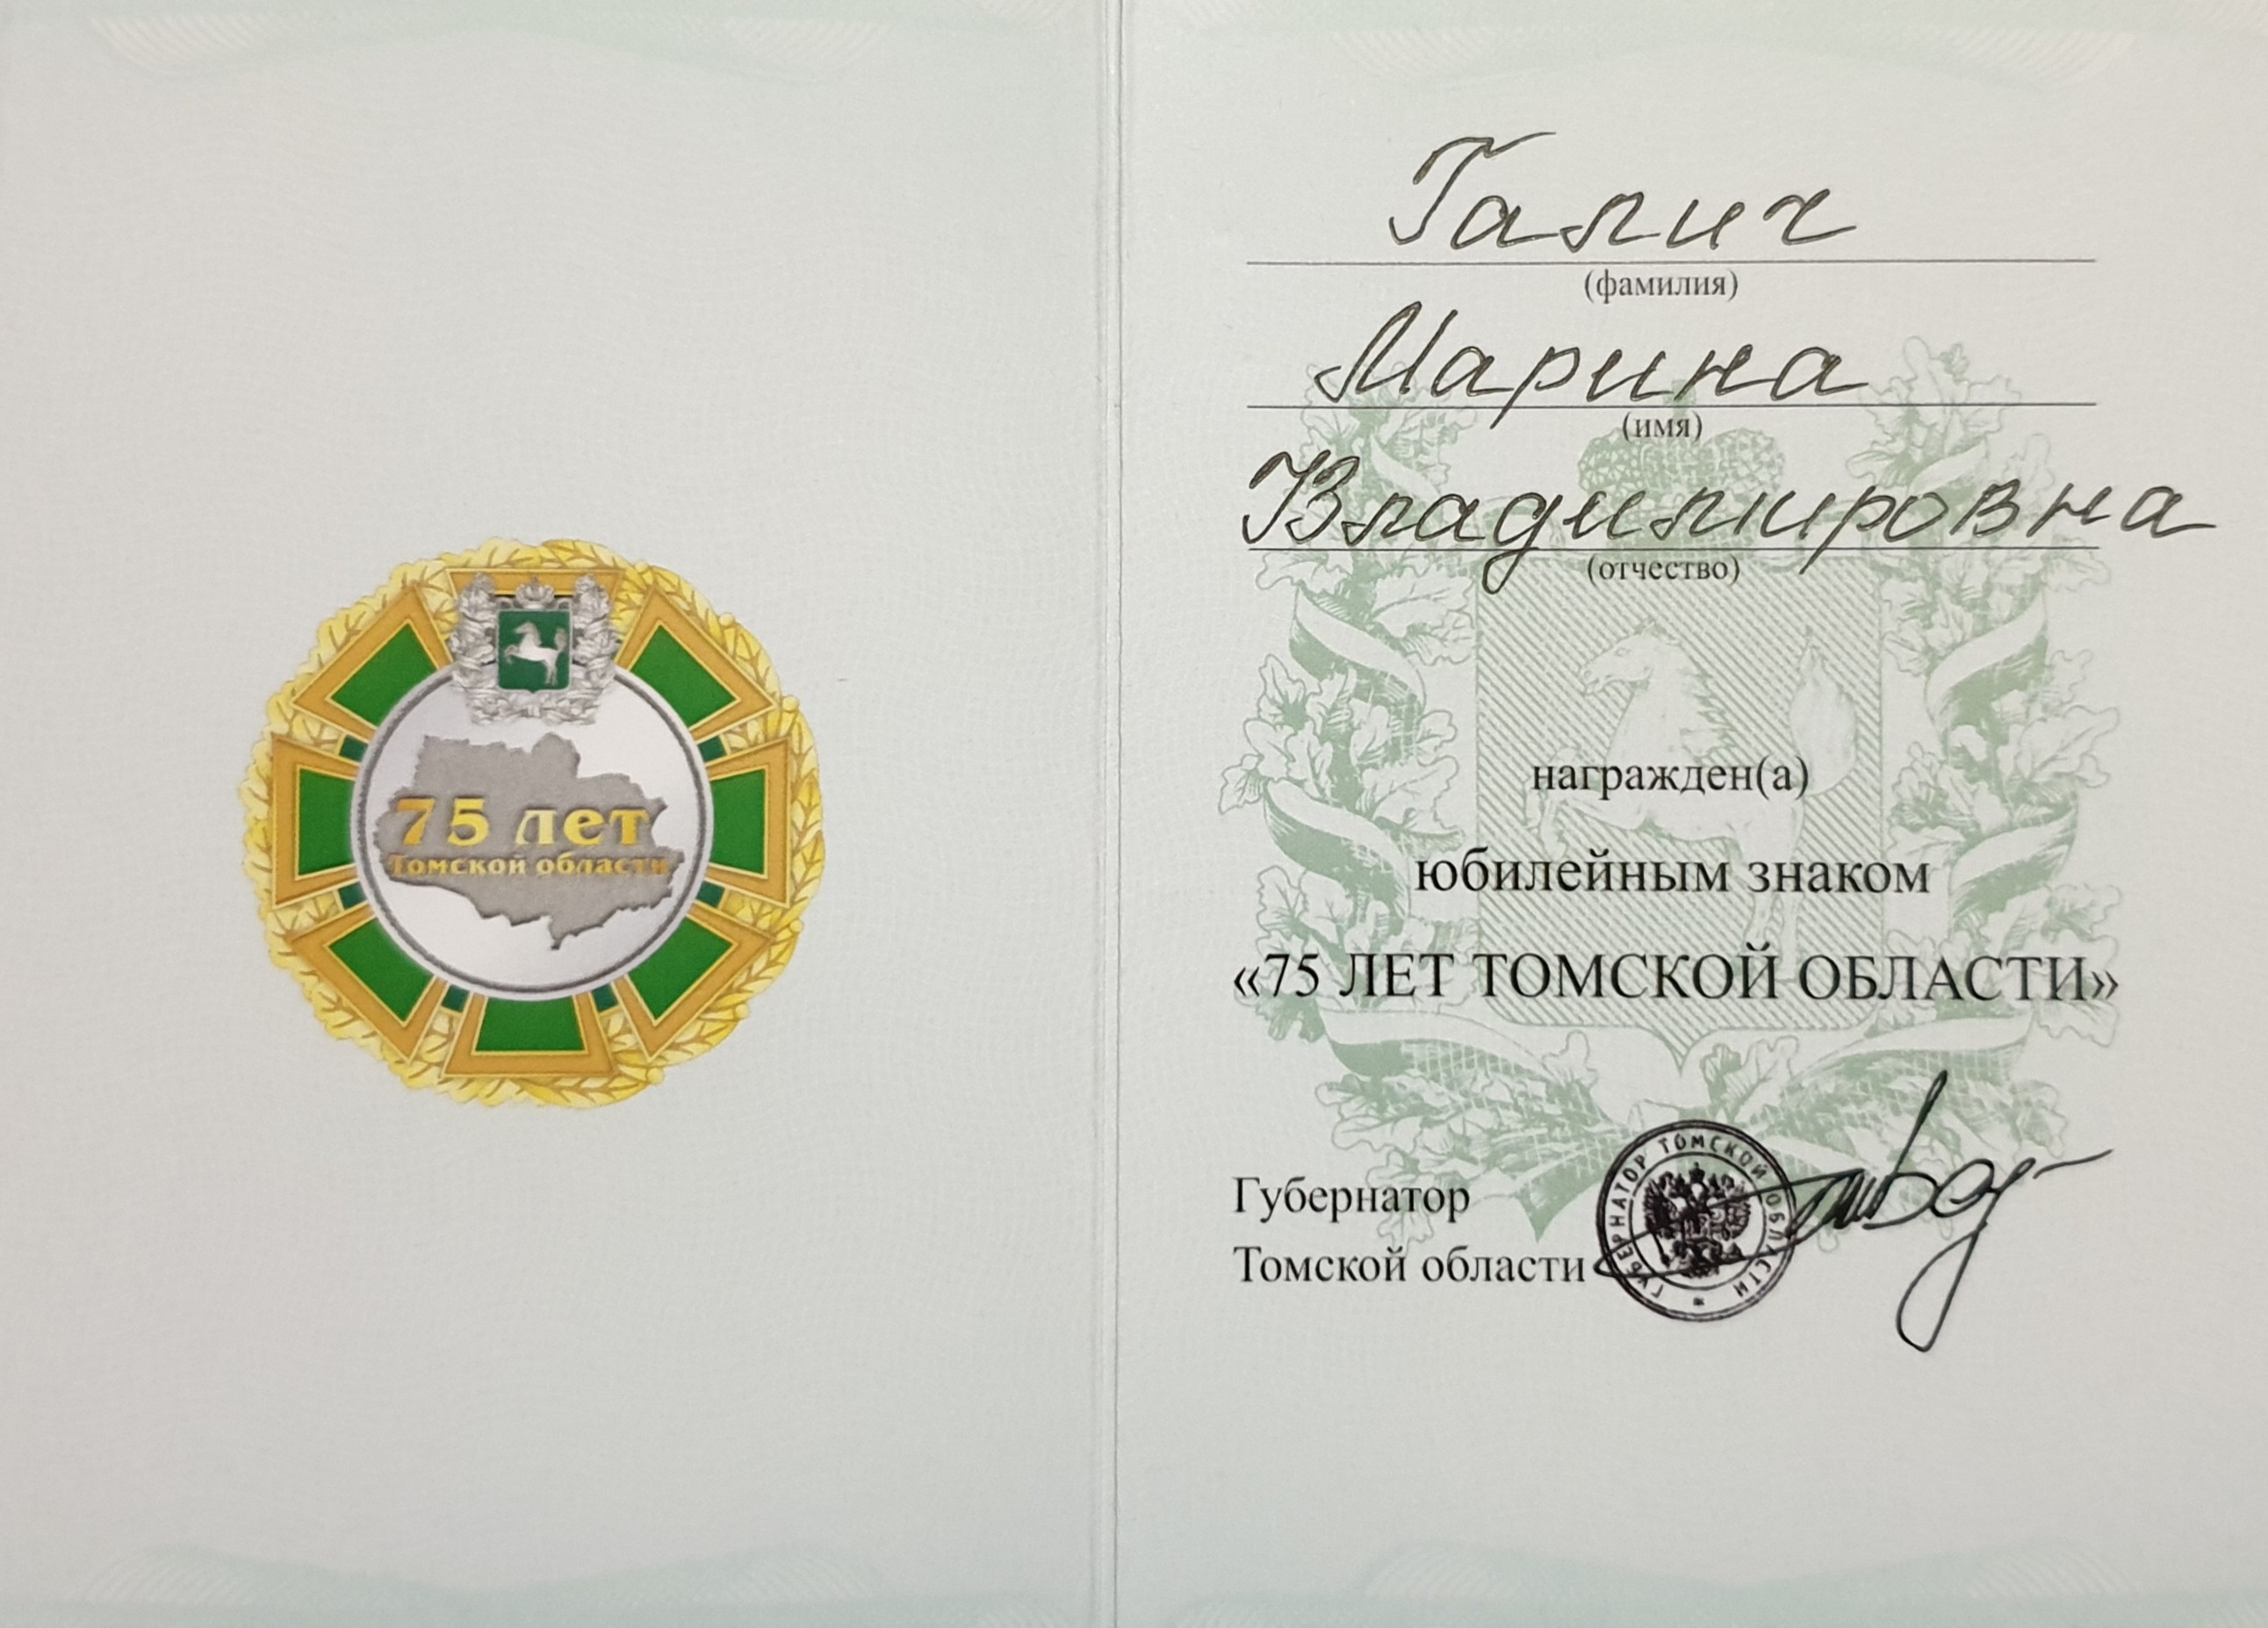 75 лет
Томской области
Галич
(фамилия)
Марина
(имя)
Владимировна
(отчество)
награжден(а)
юбилейным знаком
«75 ЛЕТ ТОМСКОЙ ОБЛАСТИ»
Губернатор
Томской области
ГУБЕРНАТОР ТОМСКОЙ ОБЛАСТИ *